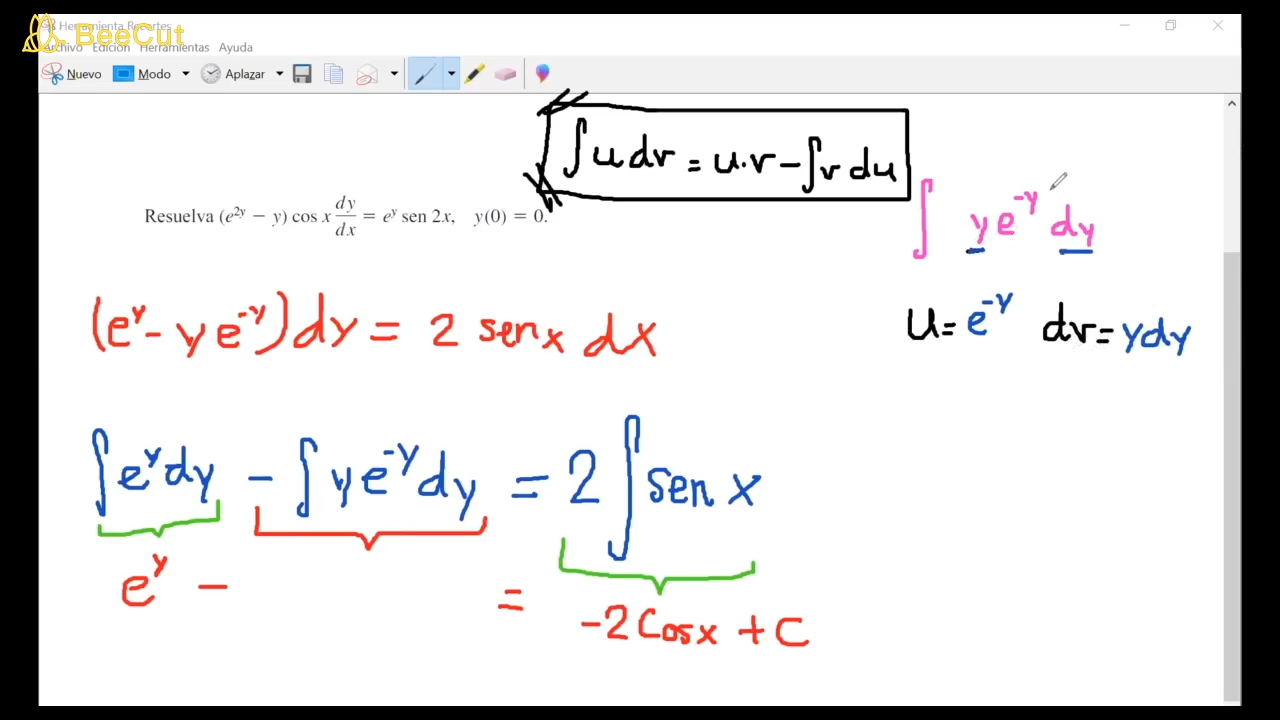 Herramienta Recortes
BeeCut
Archivo Edición Herramientas Ayuda
Nuevo Modo Aplazar
∫ u dv = u·v − ∫ v du
Resuelva (e^{2y} − y) cos x dy/dx = e^y sen 2x, y(0) = 0.
∫ y e^{-y} dy
(e^y − y e^{-y}) dy = 2 sen x dx
u = e^{-y} dv = y dy
∫ e^y dy − ∫ y e^{-y} dy = 2 ∫ sen x
e^y − = −2 Cos x + C